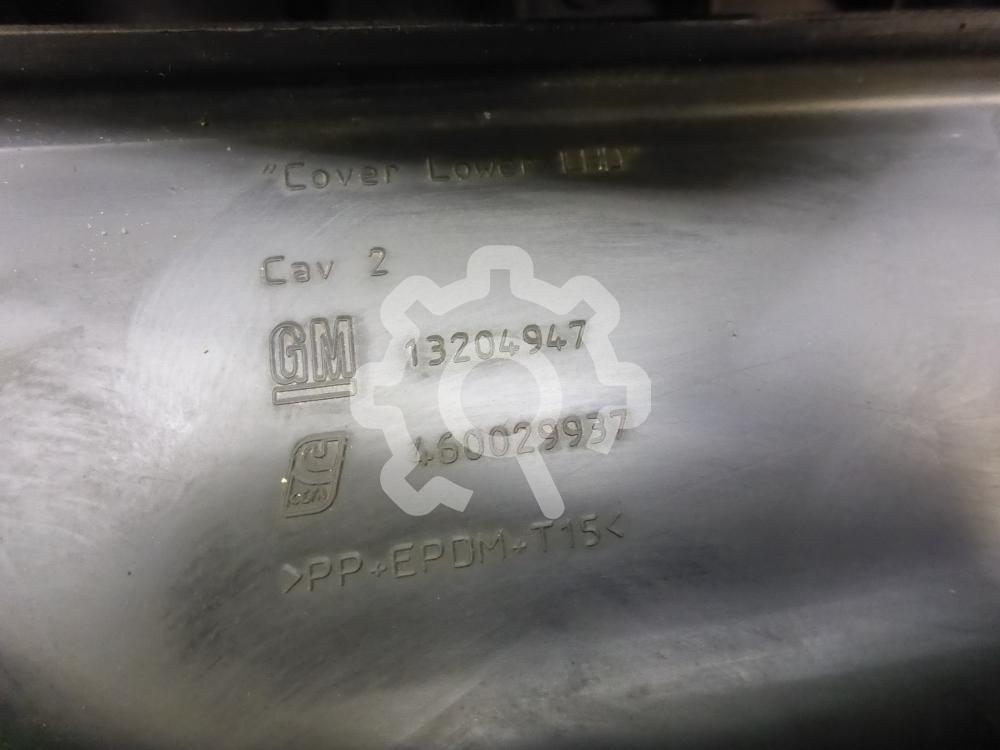 "Cover Lower
Cav 2
GM 13204947
460029937
>PP+EPDM+T15<